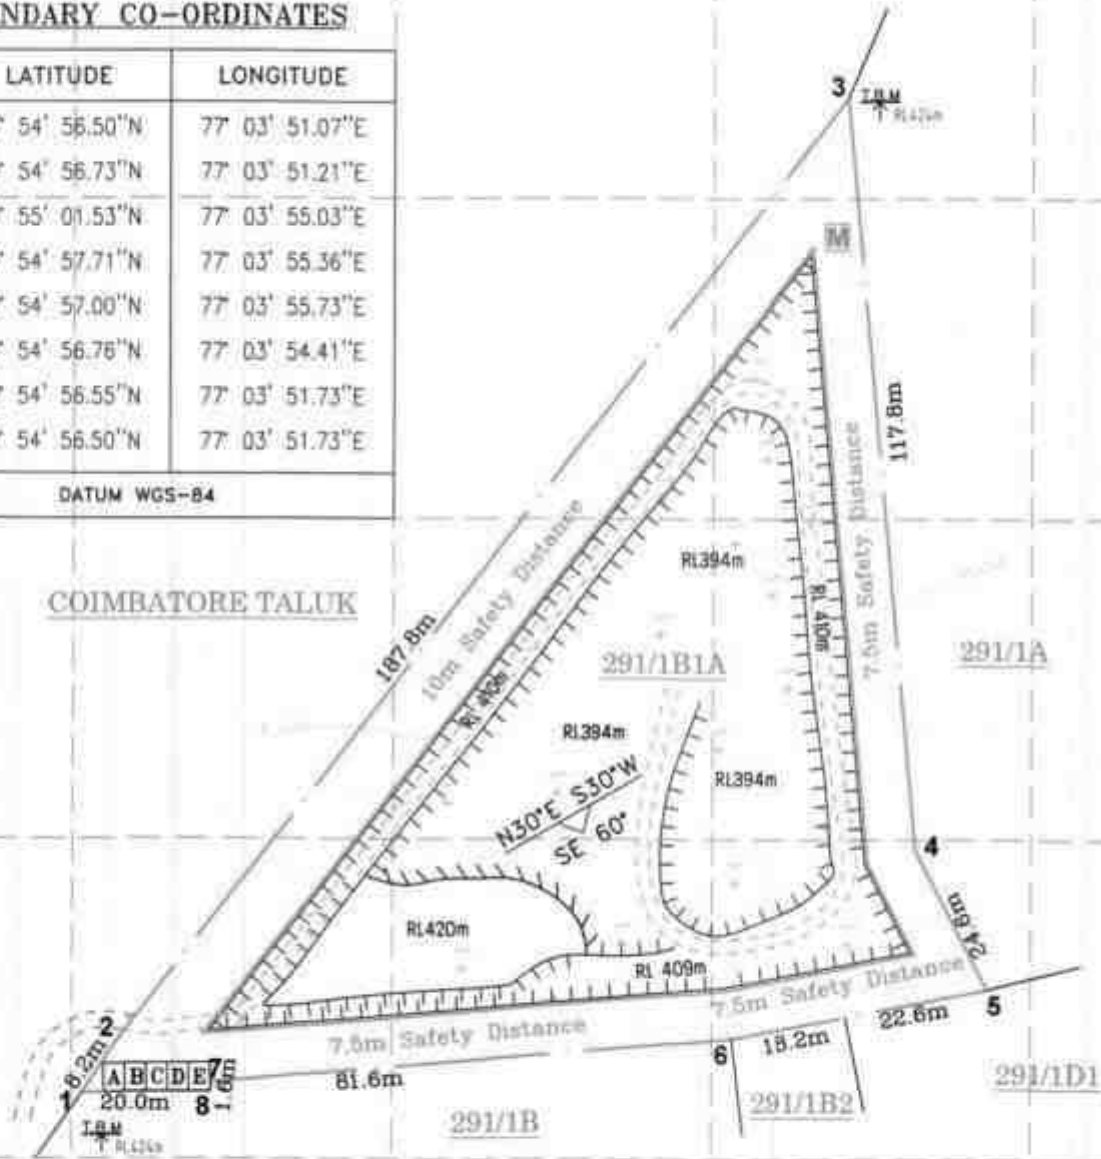 NDARY CO-ORDINATES
LATITUDE LONGITUDE
54' 56.50"N 77° 03' 51.07"E
54' 56.73"N 77° 03' 51.21"E
55' 01.53"N 77° 03' 55.03"E
54' 57.71"N 77° 03' 55.36"E
54' 57.00"N 77° 03' 55.73"E
54' 56.76"N 77° 03' 54.41"E
54' 56.55"N 77° 03' 51.73"E
54' 56.50"N 77° 03' 51.73"E
DATUM WGS-84
3
T.B.M
RL424m
M
117.8m
7.5m Safety Distance
10m Safety Distance
187.8m
COIMBATORE TALUK
RL394m
RL 410m
291/1B1A
291/1A
RL 410m
RL394m
RL394m
N30°E S30°W
SE 60°
4
24.6m
RL420m
RL 409m
7.5m Safety Distance
7.5m Safety Distance
5
22.6m
18.2m
6
2
8.2m
A B C D E
7
1.6m
81.6m
1
20.0m
8
T.B.M
RL424m
291/1B
291/1B2
291/1D1